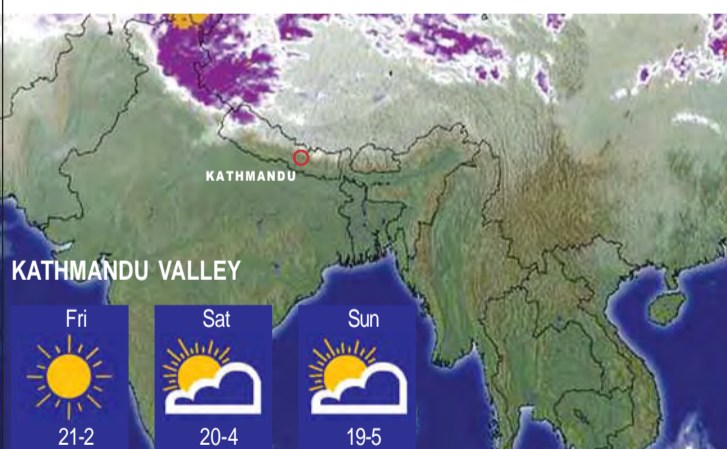 KATHMANDU
KATHMANDU VALLEY
Fri
Sat
Sun
21-2
20-4
19-5